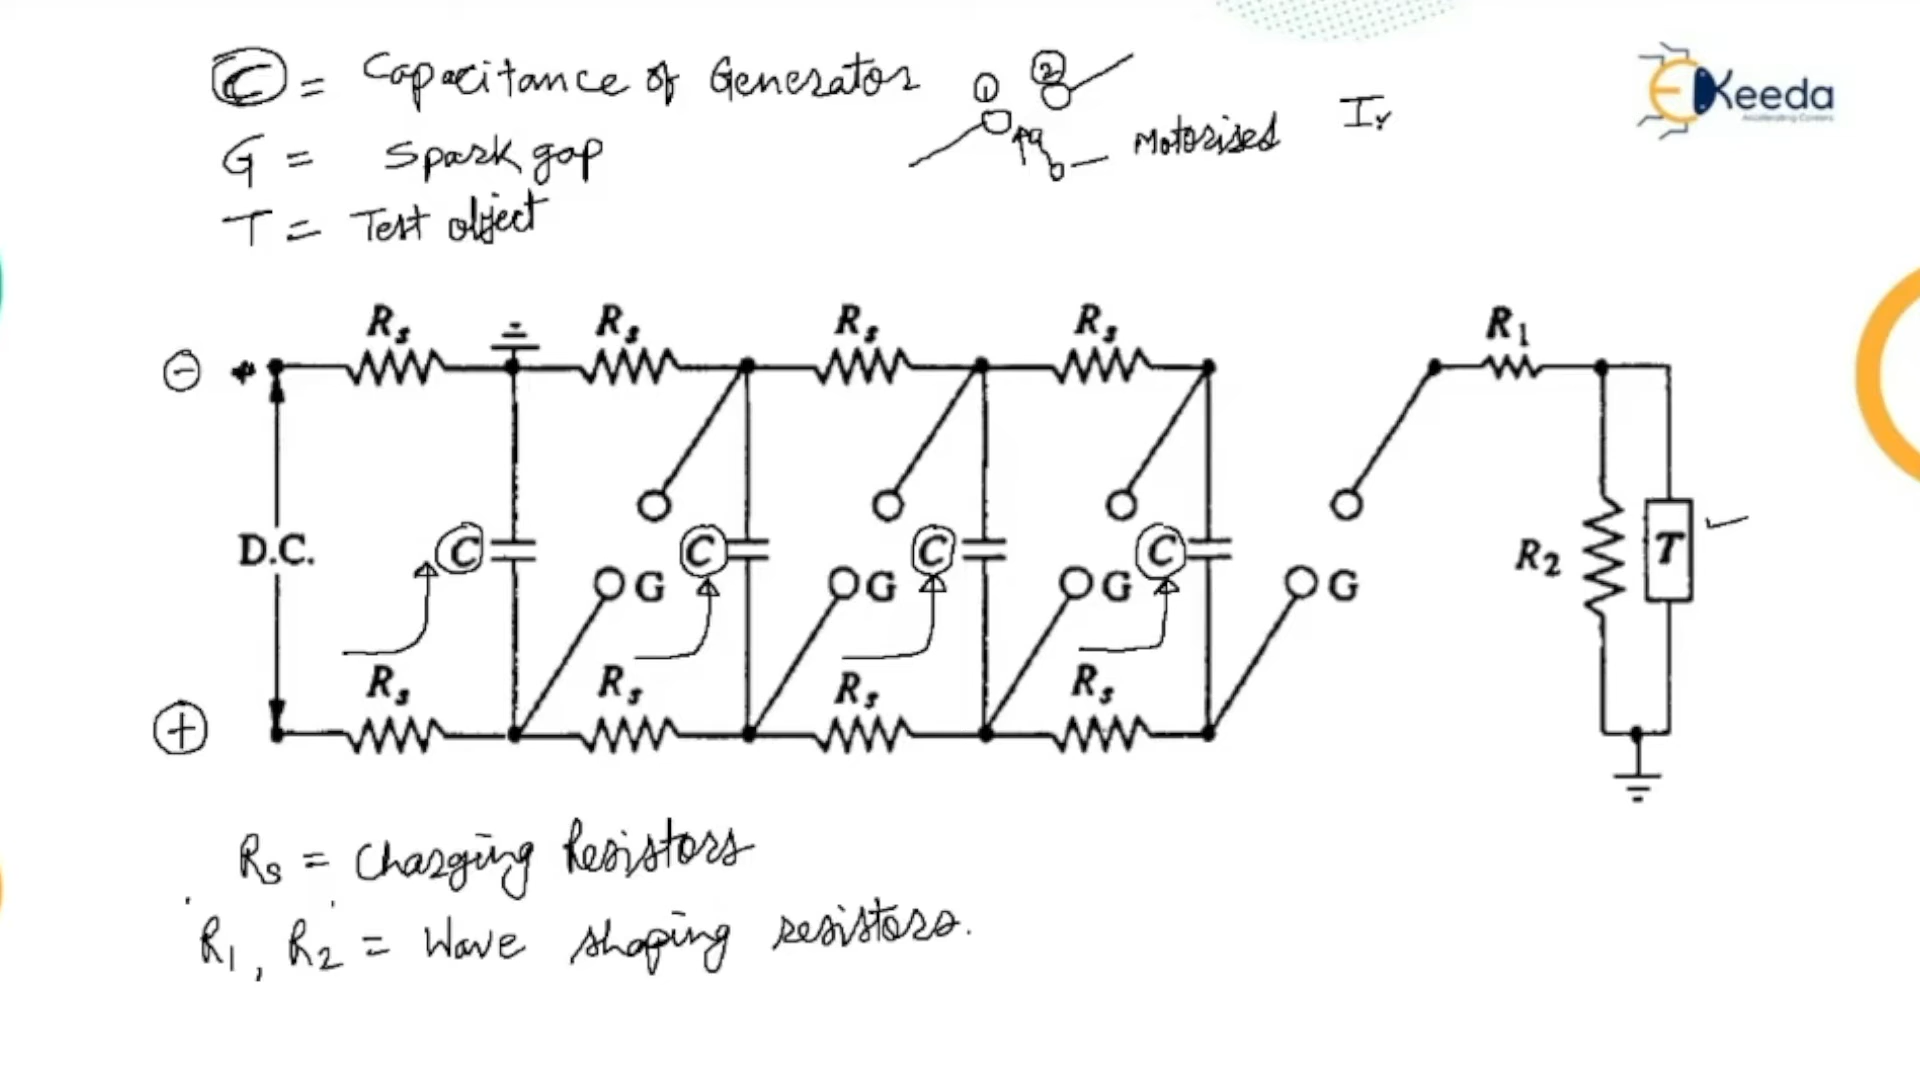 C = Capacitance of Generator
1 2
Motorised
Keeda
G = Spark gap
T = Test object
Rs Rs Rs Rs R1
-
D.C. C C C C R2 T
G G G G
Rs Rs Rs Rs
+
Rs = Charging Resistors
R1, R2 = Wave shaping resistors.